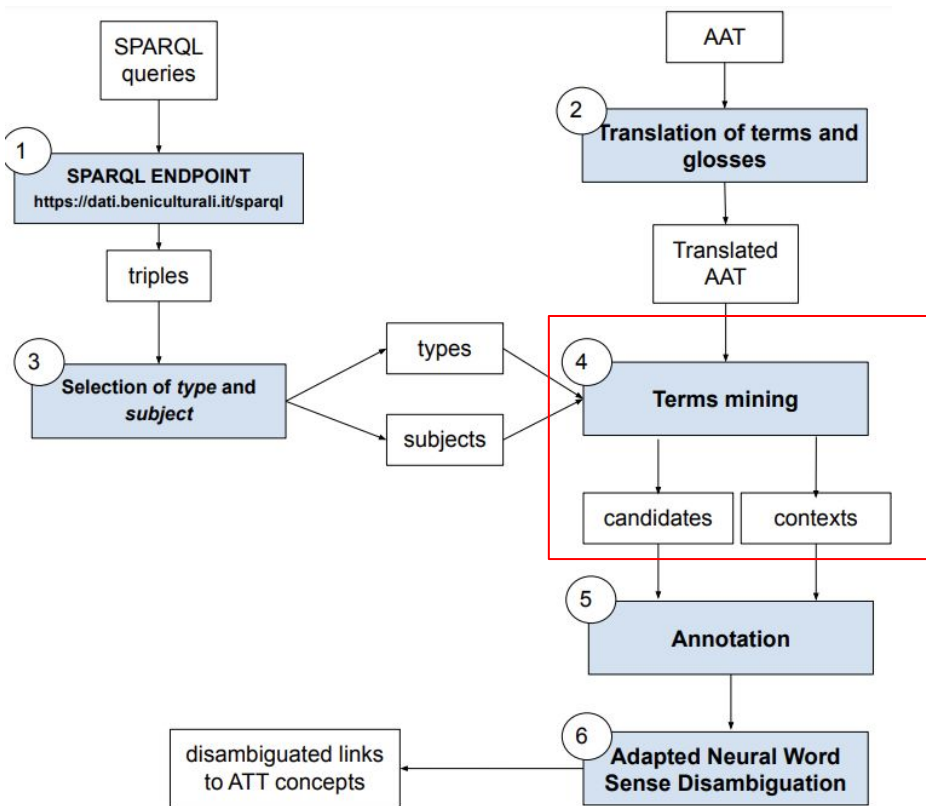 SPARQL
queries
1
SPARQL ENDPOINT
https://dati.beniculturali.it/sparql
triples
3
Selection of type and
subject
types
subjects
AAT
2
Translation of terms and
glosses
Translated
AAT
4
Terms mining
candidates
contexts
5
Annotation
6
Adapted Neural Word
Sense Disambiguation
disambiguated links
to ATT concepts